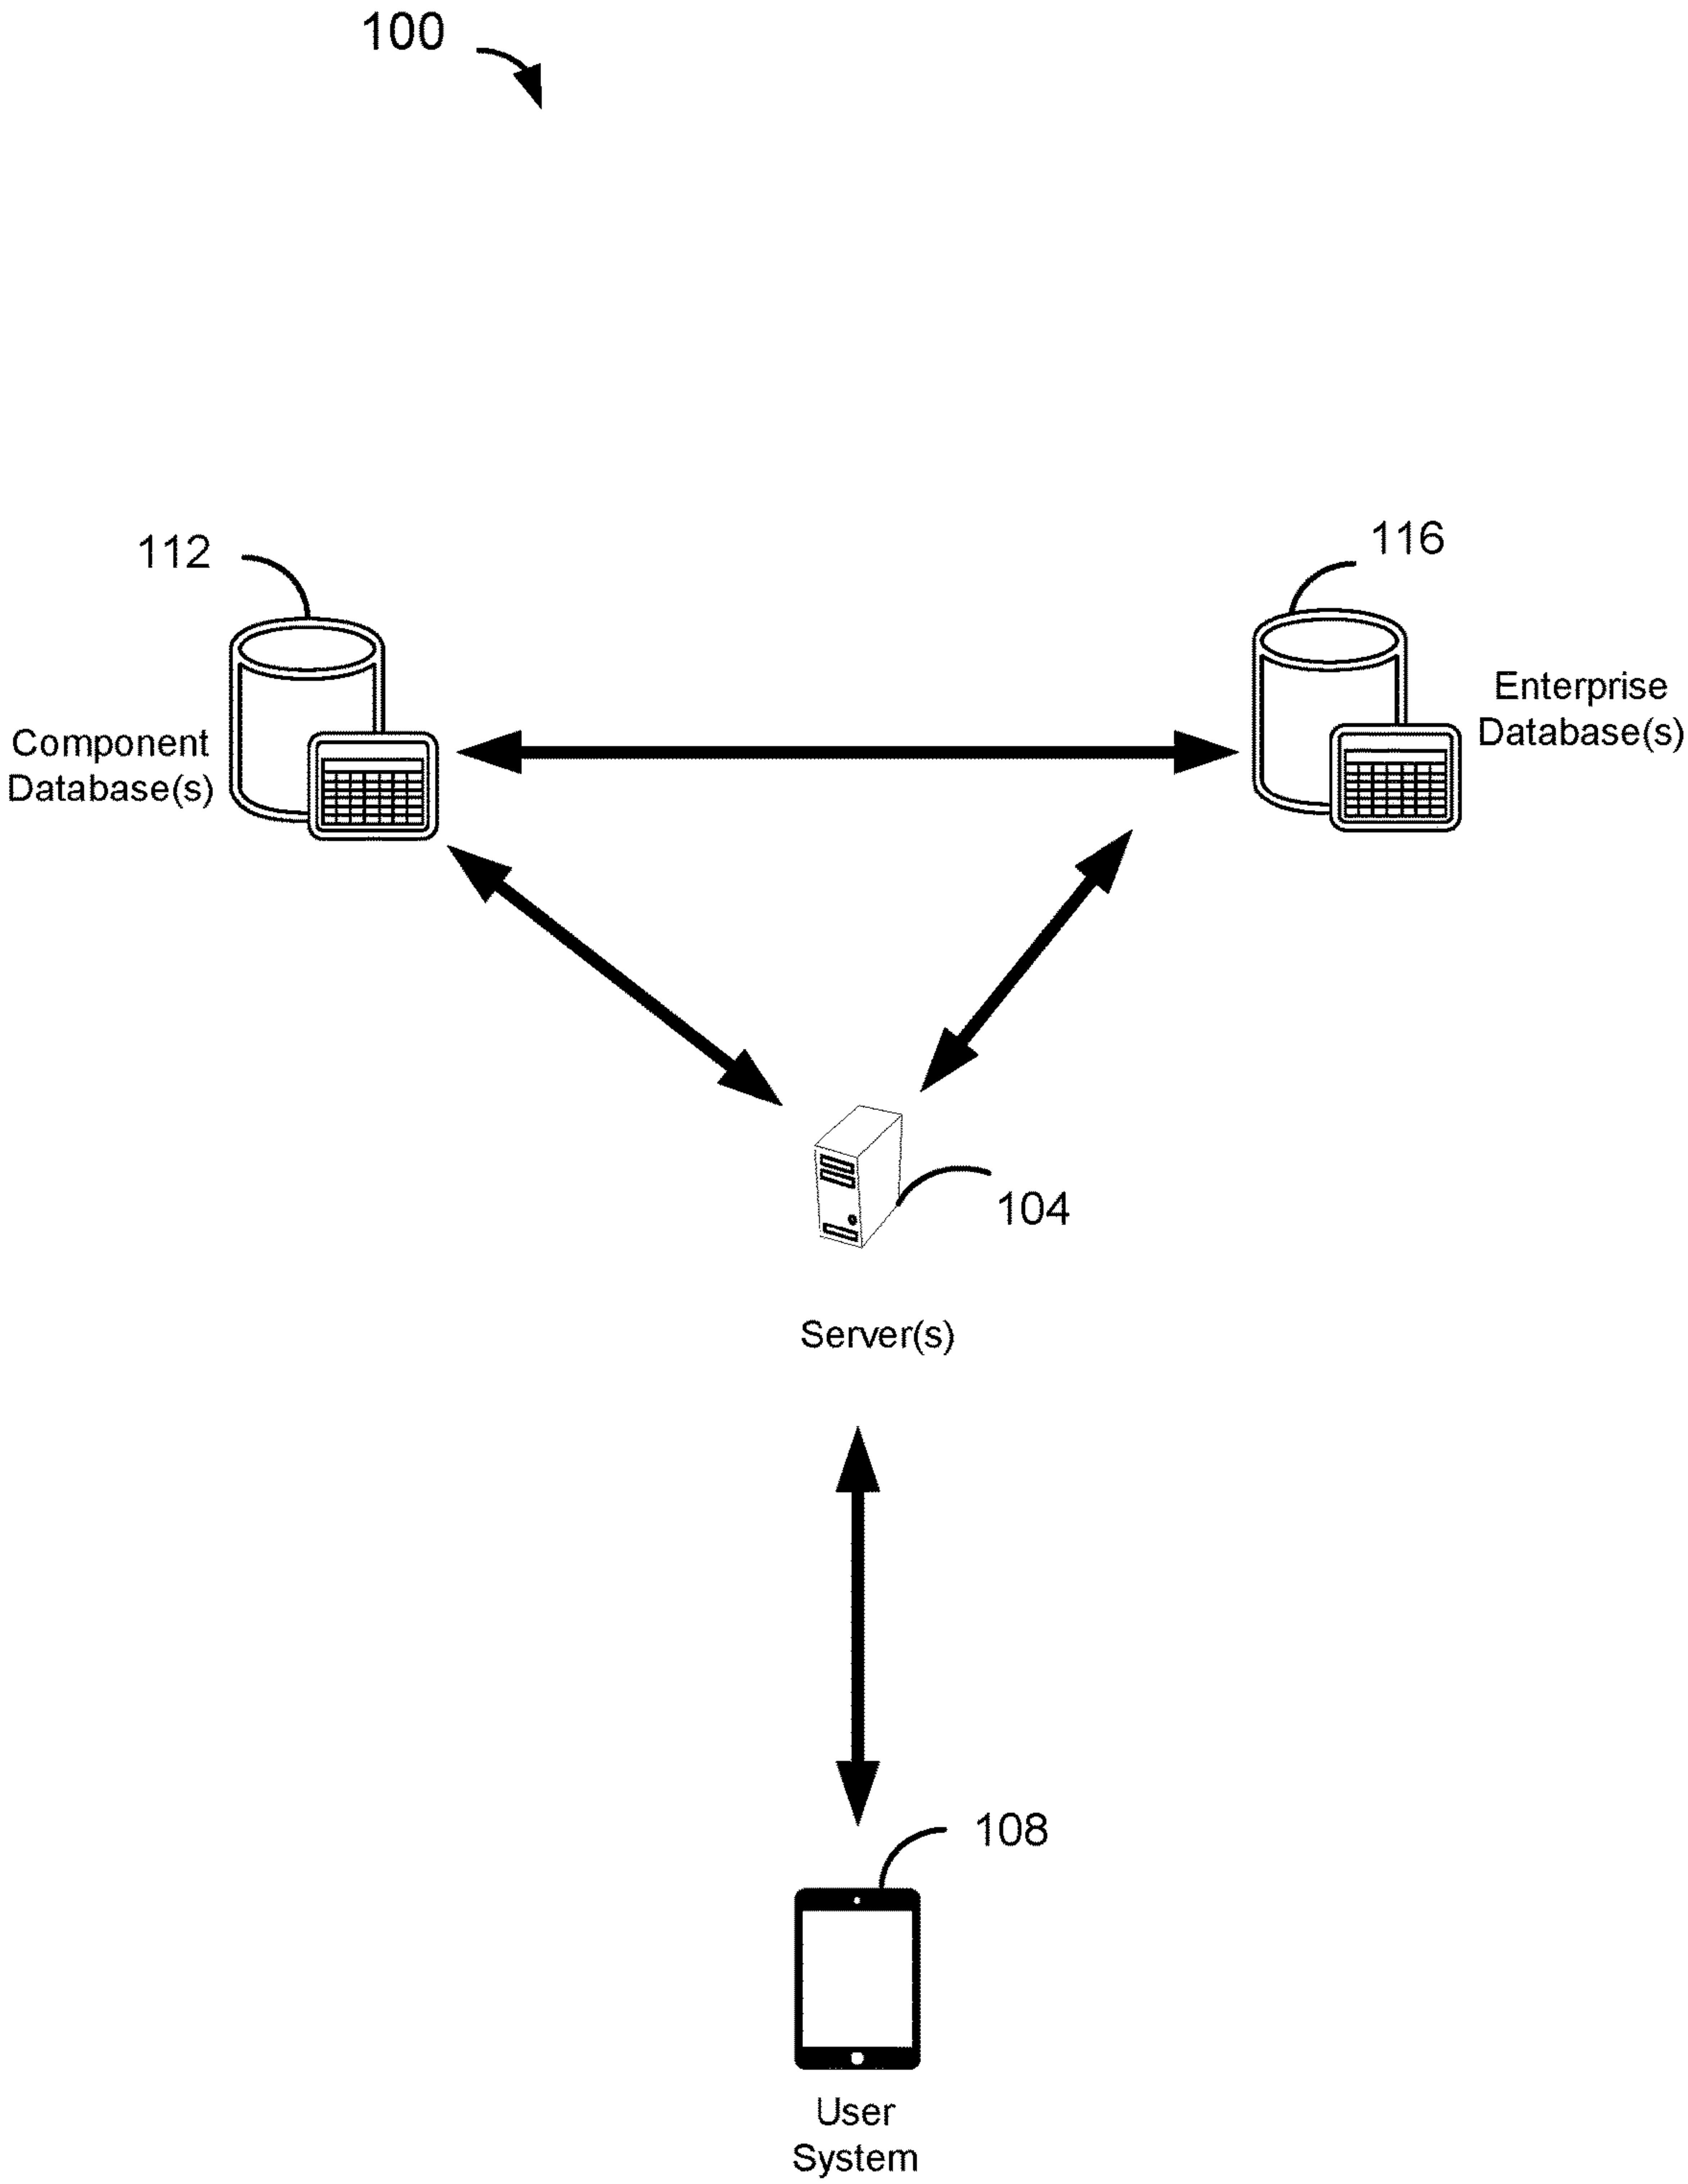 100
112
116
Component
Database(s)
Enterprise
Database(s)
104
Server(s)
108
User
System